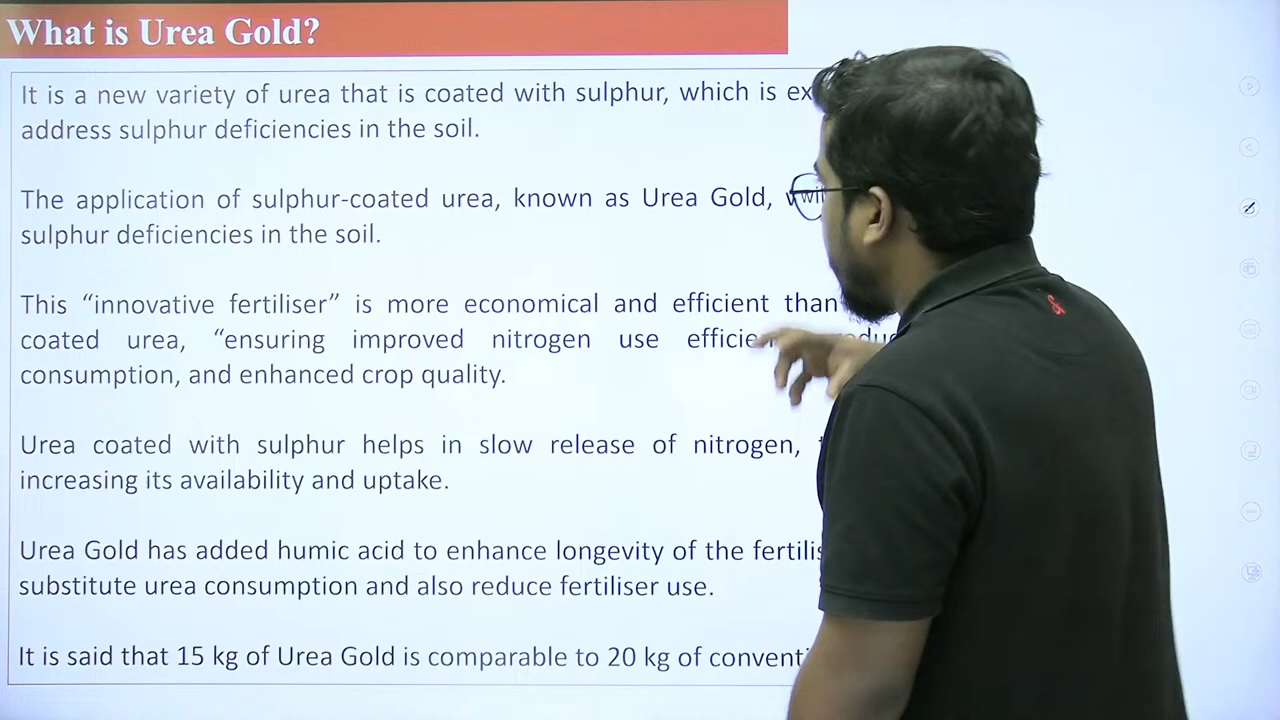 What is Urea Gold?
It is a new variety of urea that is coated with sulphur, which is
address sulphur deficiencies in the soil.
The application of sulphur-coated urea, known as Urea Gold,
sulphur deficiencies in the soil.
This “innovative fertiliser” is more economical and efficient than
coated urea, “ensuring improved nitrogen use
consumption, and enhanced crop quality.
Urea coated with sulphur helps in slow release of nitrogen,
increasing its availability and uptake.
Urea Gold has added humic acid to enhance longevity of the
substitute urea consumption and also reduce fertiliser use.
It is said that 15 kg of Urea Gold is comparable to 20 kg of